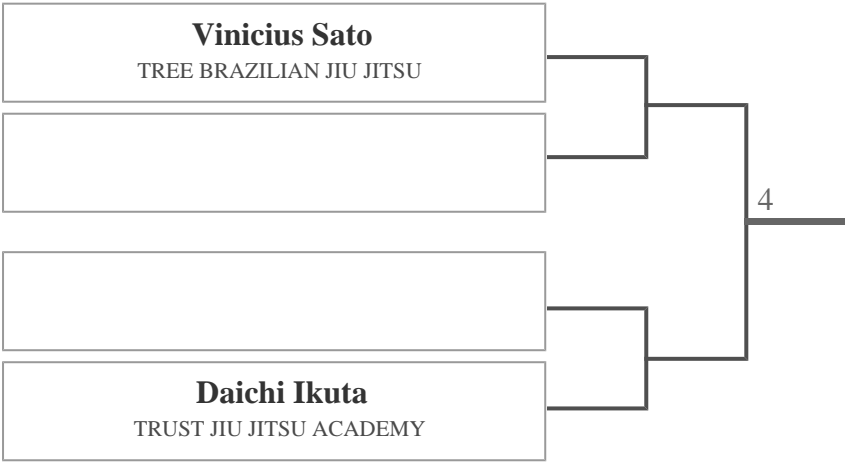 Vinicius Sato
TREE BRAZILIAN JIU JITSU
4
Daichi Ikuta
TRUST JIU JITSU ACADEMY